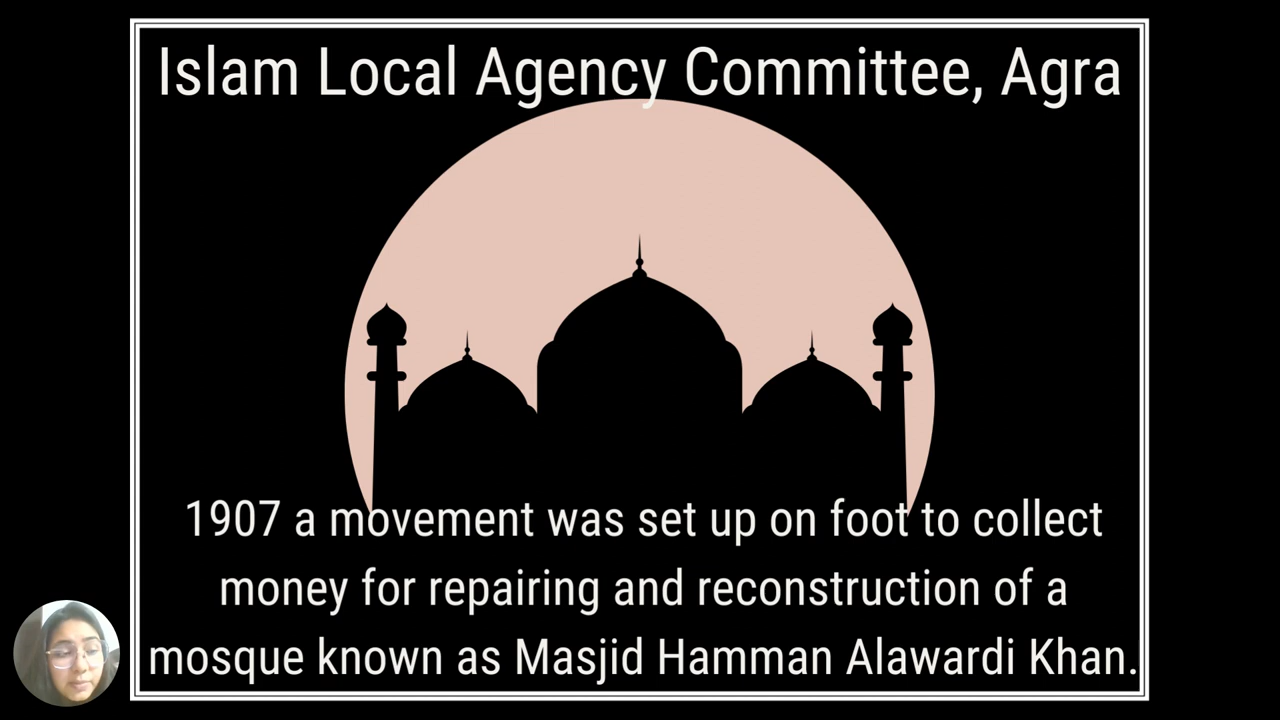 Islam Local Agency Committee, Agra
1907 a movement was set up on foot to collect
money for repairing and reconstruction of a
mosque known as Masjid Hamman Alawardi Khan.